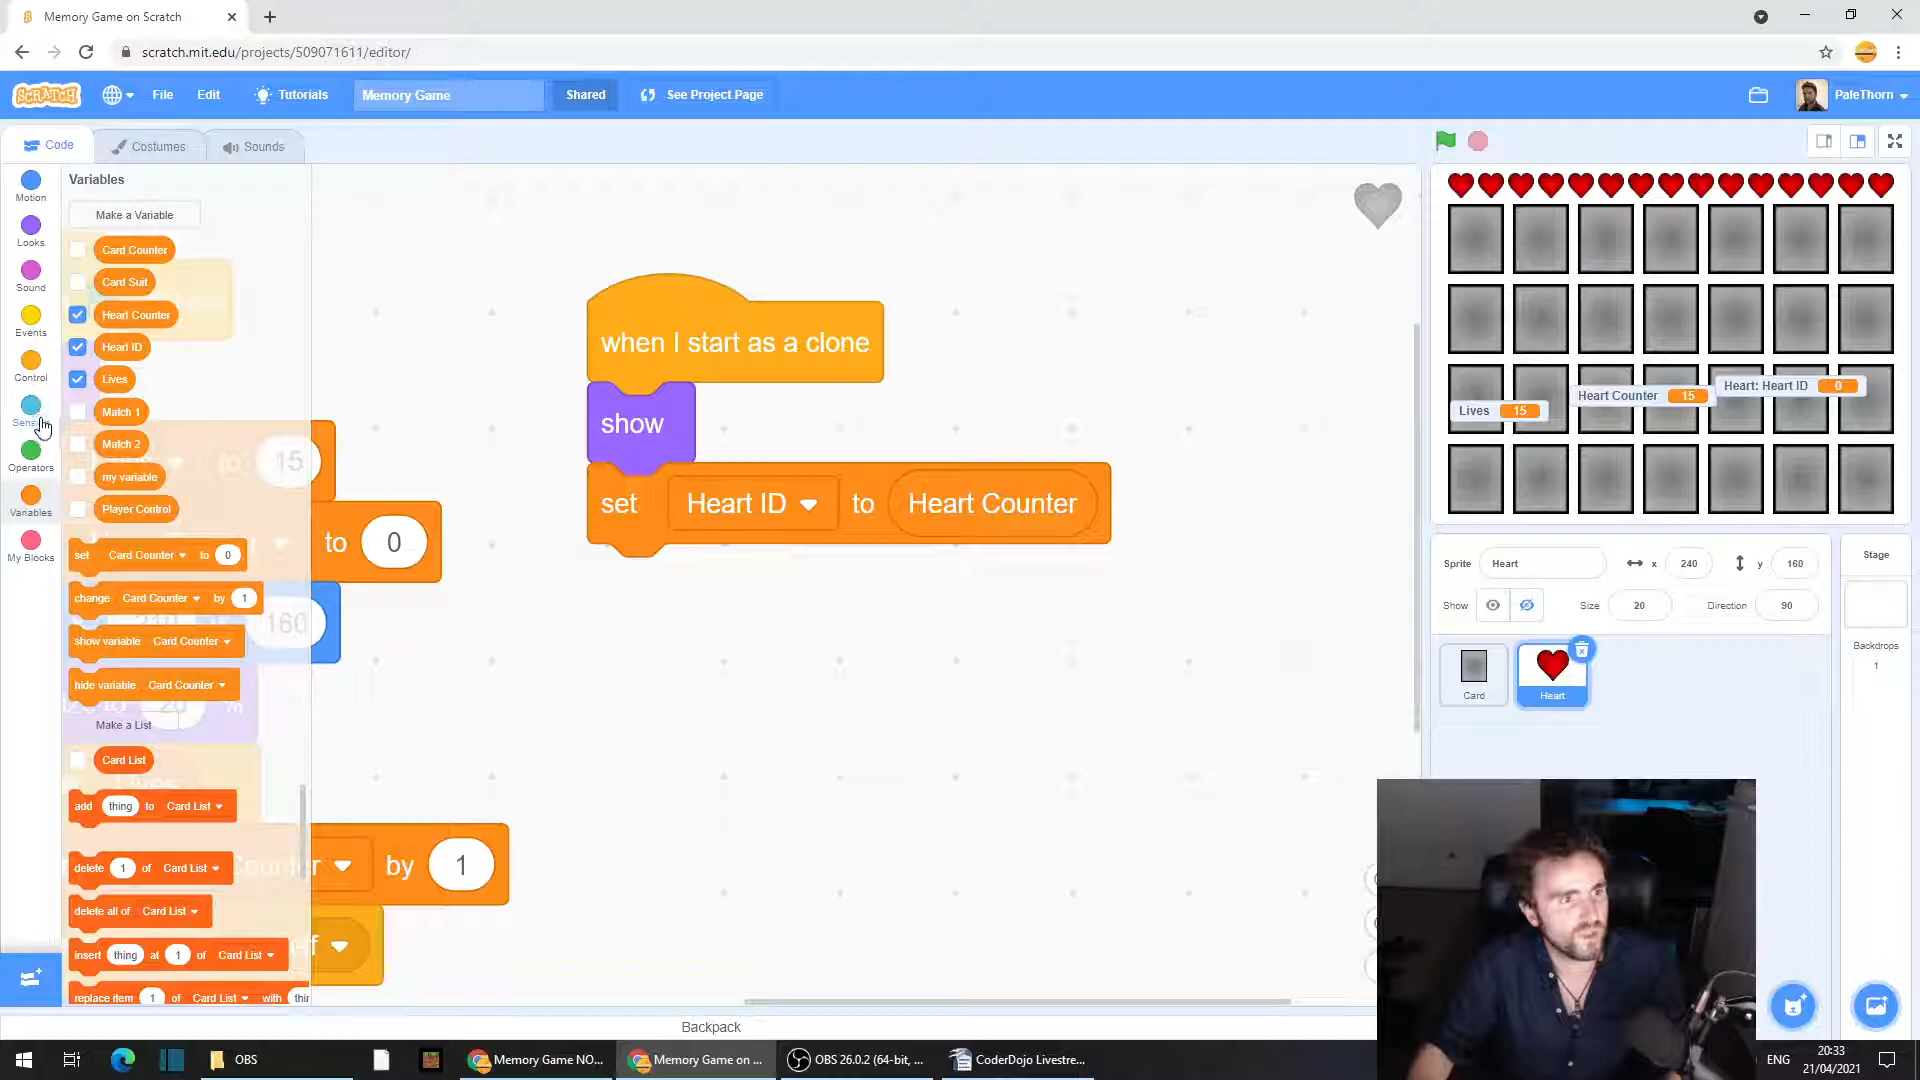 Memory Game on Scratch
scratch.mit.edu/projects/509071611/editor/
SCRATCH
File
Edit
Tutorials
Memory Game
Shared
See Project Page
PaleThorn
Code
Costumes
Sounds
Motion
Looks
Sound
Events
Control
Operators
Variables
My Blocks
Variables
Make a Variable
Card Counter
Card Suit
Heart Counter
Heart ID
Lives
Match 1
Match 2
my variable
Player Control
set Card Counter to 0
change Card Counter by 1
show variable Card Counter
hide variable Card Counter
Make a List
Card List
add thing to Card List
delete 1 of Card List
delete all of Card List
insert thing at 1 of Card List
replace item 1 of Card List with thin
to 15
to 0
160
20 %
by 1
when I start as a clone
show
set Heart ID to Heart Counter
Lives 15
Heart Counter 15
Heart: Heart ID 0
Sprite Heart
x 240
y 160
Show
Size 20
Direction 90
Card
Heart
Stage
Backdrops
1
Backpack
OBS
Memory Game NO...
Memory Game on ...
OBS 26.0.2 (64-bit, ...
CoderDojo Livestre...
ENG
20:33
21/04/2021